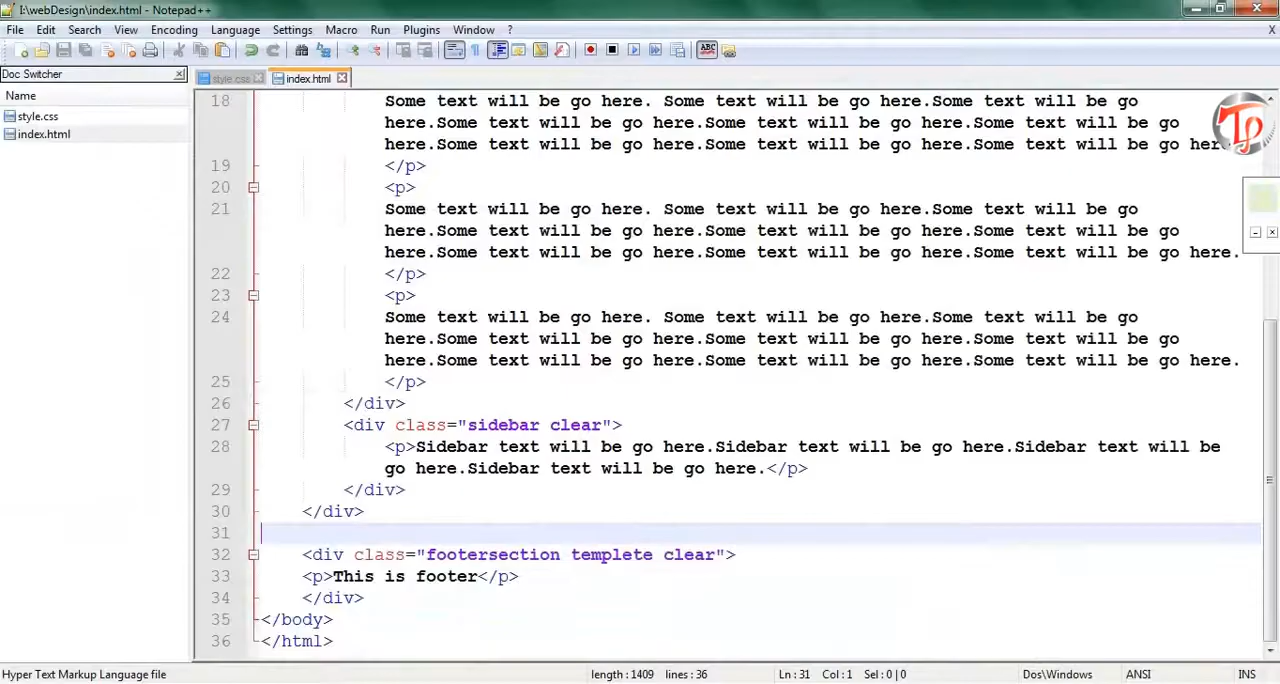 I:\webDesign\index.html - Notepad++
File Edit Search View Encoding Language Settings Macro Run Plugins Window ? X
ABC
Doc Switcher
style.css index.html
Name
style.css
index.html
18 Some text will be go here. Some text will be go here.Some text will be go
here.Some text will be go here.Some text will be go here.Some text will be go
here.Some text will be go here.Some text will be go here.Some text will be go here.
Tp
19 </p>
20 <p>
21 Some text will be go here. Some text will be go here.Some text will be go
here.Some text will be go here.Some text will be go here.Some text will be go
here.Some text will be go here.Some text will be go here.Some text will be go here.
22 </p>
23 <p>
24 Some text will be go here. Some text will be go here.Some text will be go
here.Some text will be go here.Some text will be go here.Some text will be go
here.Some text will be go here.Some text will be go here.Some text will be go here.
25 </p>
26 </div>
27 <div class="sidebar clear">
28 <p>Sidebar text will be go here.Sidebar text will be go here.Sidebar text will be
go here.Sidebar text will be go here.</p>
29 </div>
30 </div>
31
32 <div class="footersection templete clear">
33 <p>This is footer</p>
34 </div>
35 </body>
36 </html>
Hyper Text Markup Language file length : 1409 lines : 36 Ln : 31 Col : 1 Sel : 0 | 0 Dos\Windows ANSI INS